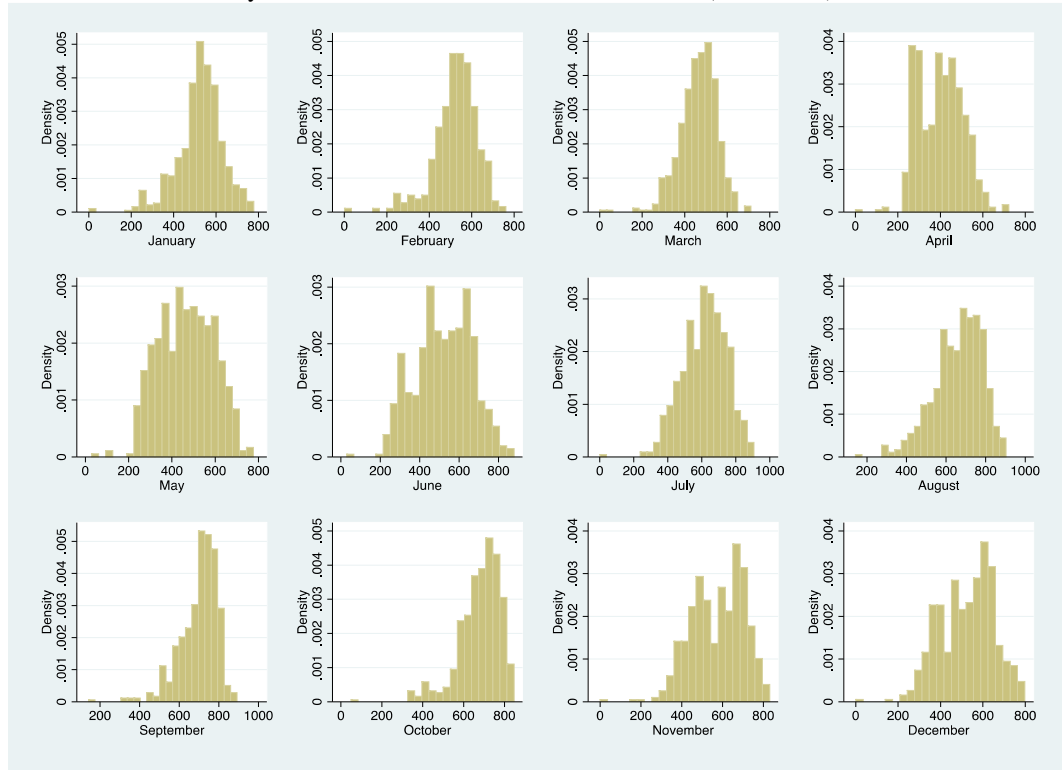 Density
0 .001 .002 .003 .004 .005
0 200 400 600 800
January
Density
0 .001 .002 .003 .004 .005
0 200 400 600 800
February
Density
0 .001 .002 .003 .004 .005
0 200 400 600 800
March
Density
0 .001 .002 .003 .004
0 200 400 600 800
April
Density
0 .001 .002 .003
0 200 400 600 800
May
Density
0 .001 .002 .003
0 200 400 600 800
June
Density
0 .001 .002 .003
0 200 400 600 800 1000
July
Density
0 .001 .002 .003 .004
200 400 600 800 1000
August
Density
0 .001 .002 .003 .004 .005
200 400 600 800 1000
September
Density
0 .001 .002 .003 .004 .005
0 200 400 600 800
October
Density
0 .001 .002 .003 .004
0 200 400 600 800
November
Density
0 .001 .002 .003 .004
0 200 400 600 800
December